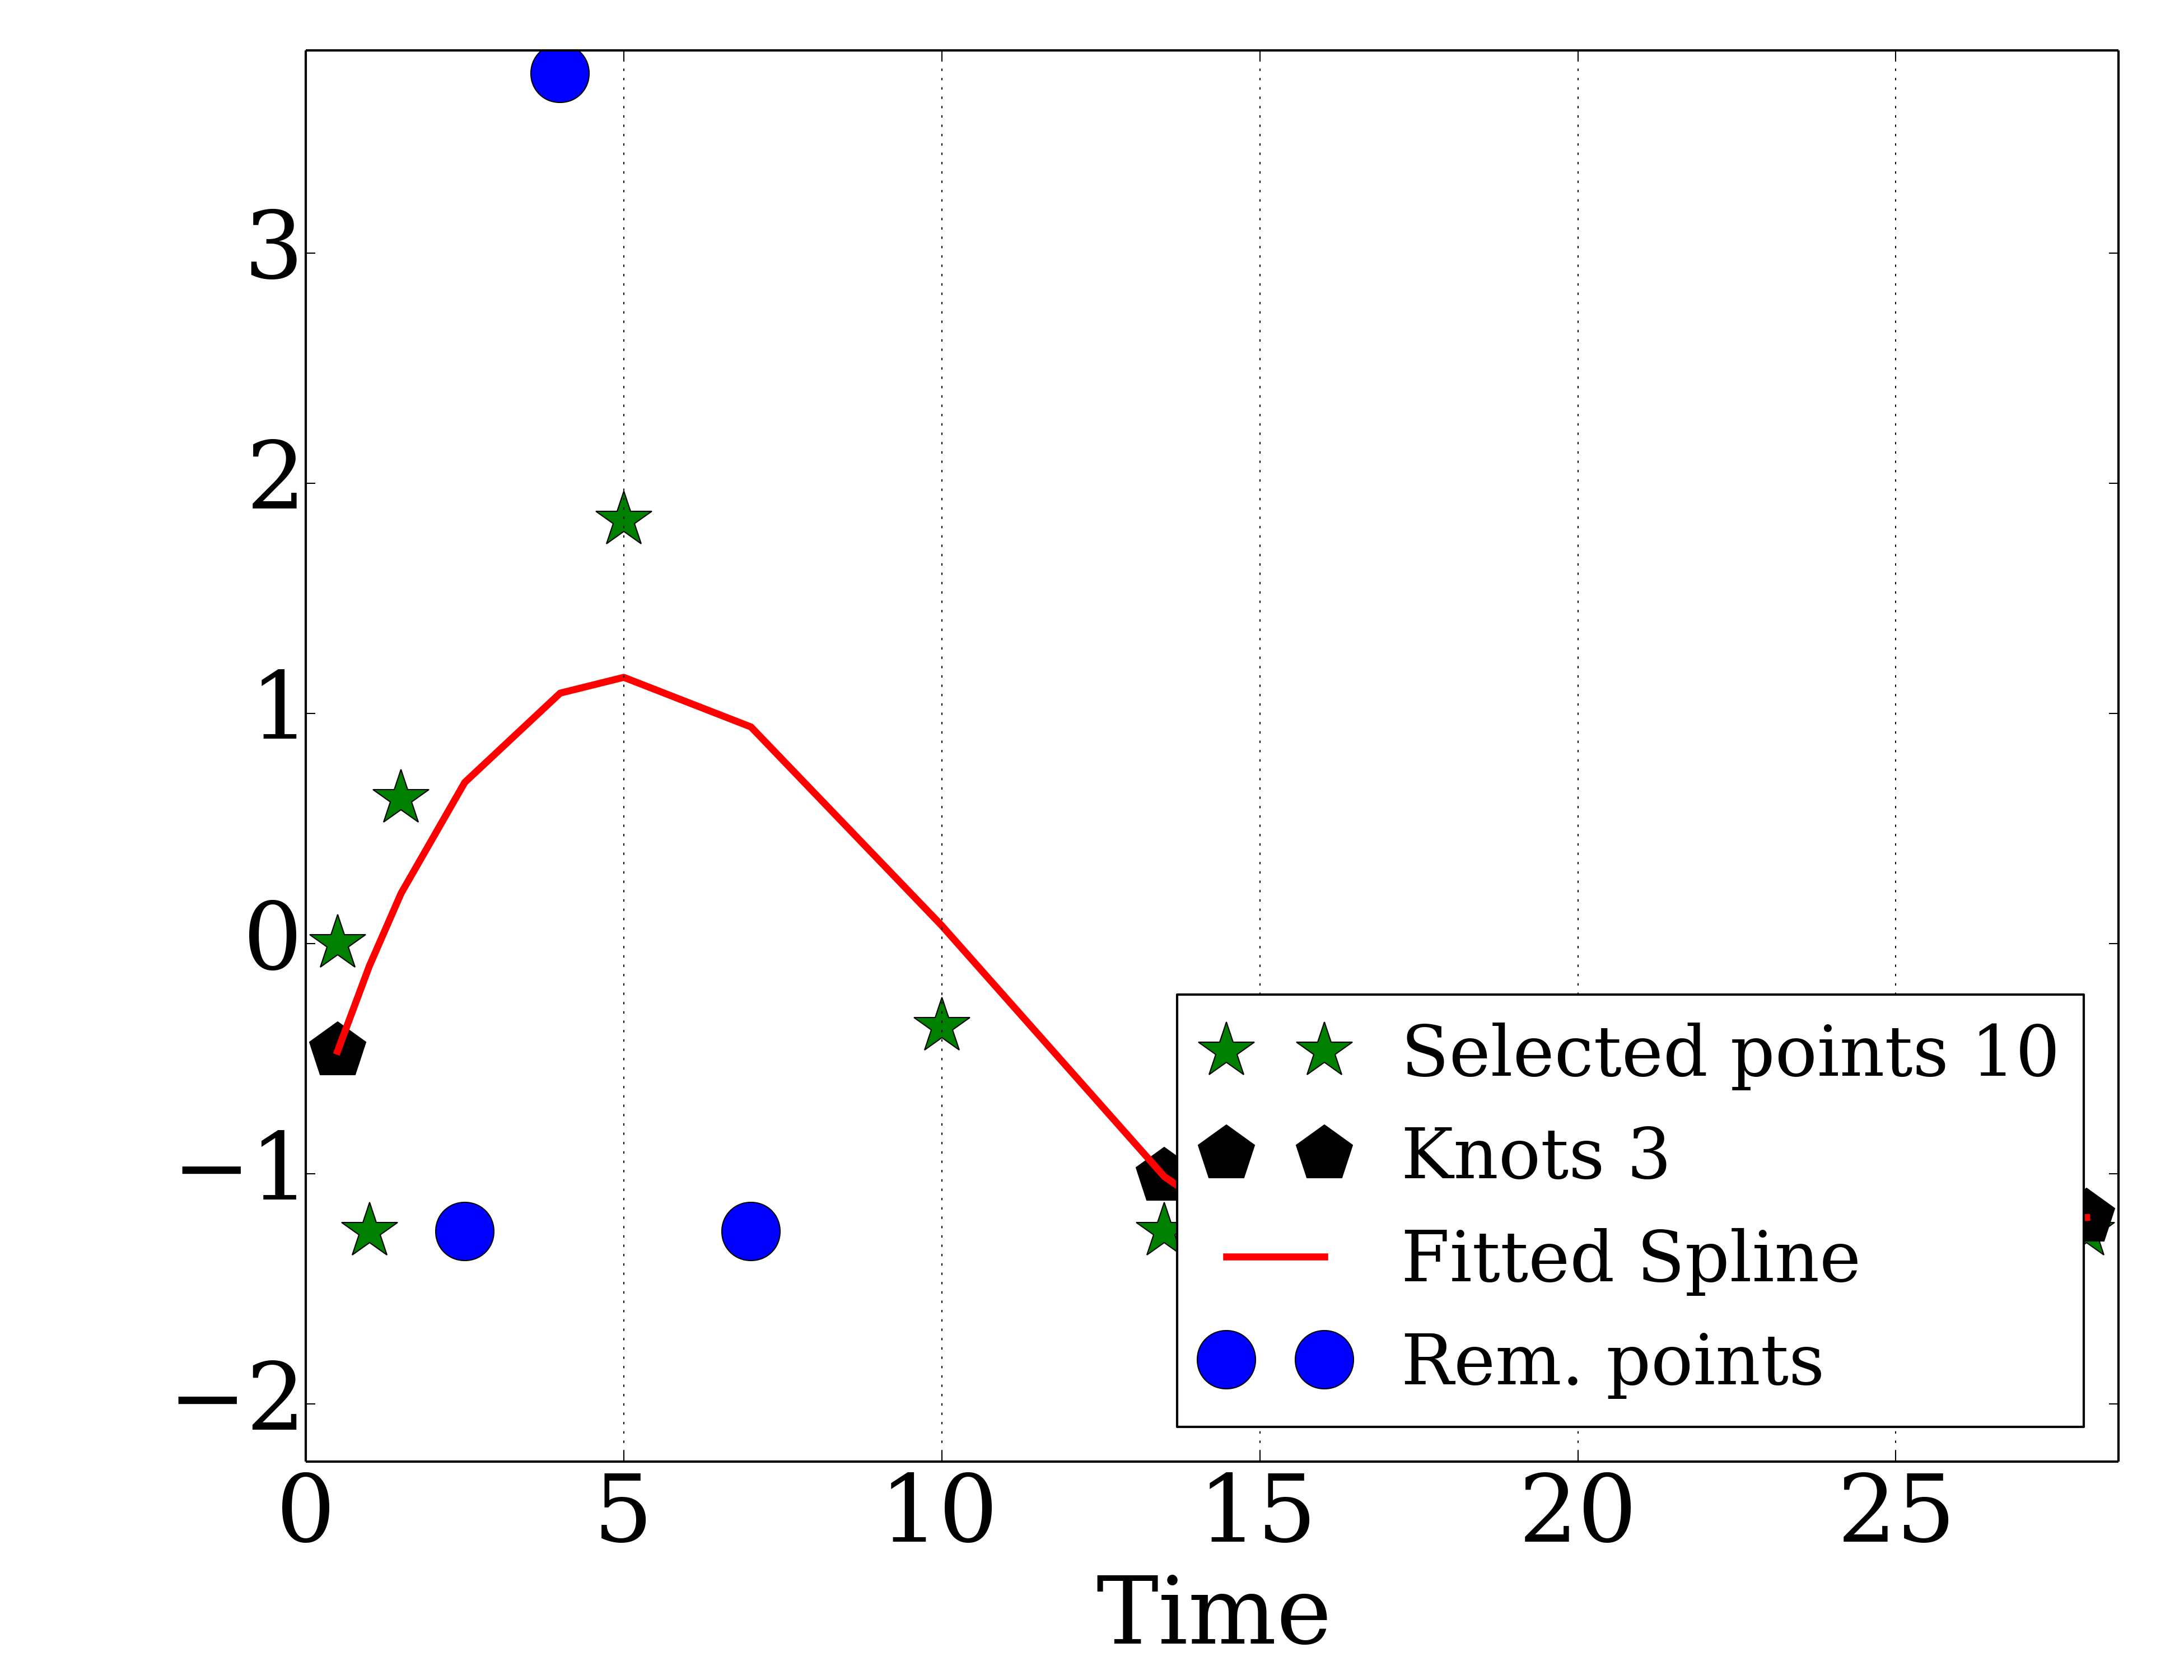 3
2
1
0
−1
−2
Selected points 10
Knots 3
Fitted Spline
Rem. points
0 5 10 15 20 25
Time